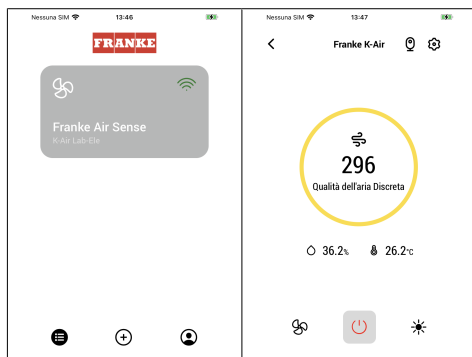 Nessuna SIM 13:46
FRANKE
Franke Air Sense
K-Air Lab-Ele
Nessuna SIM 13:47
Franke K-Air
296
Qualità dell'aria Discreta
36.2% 26.2°C